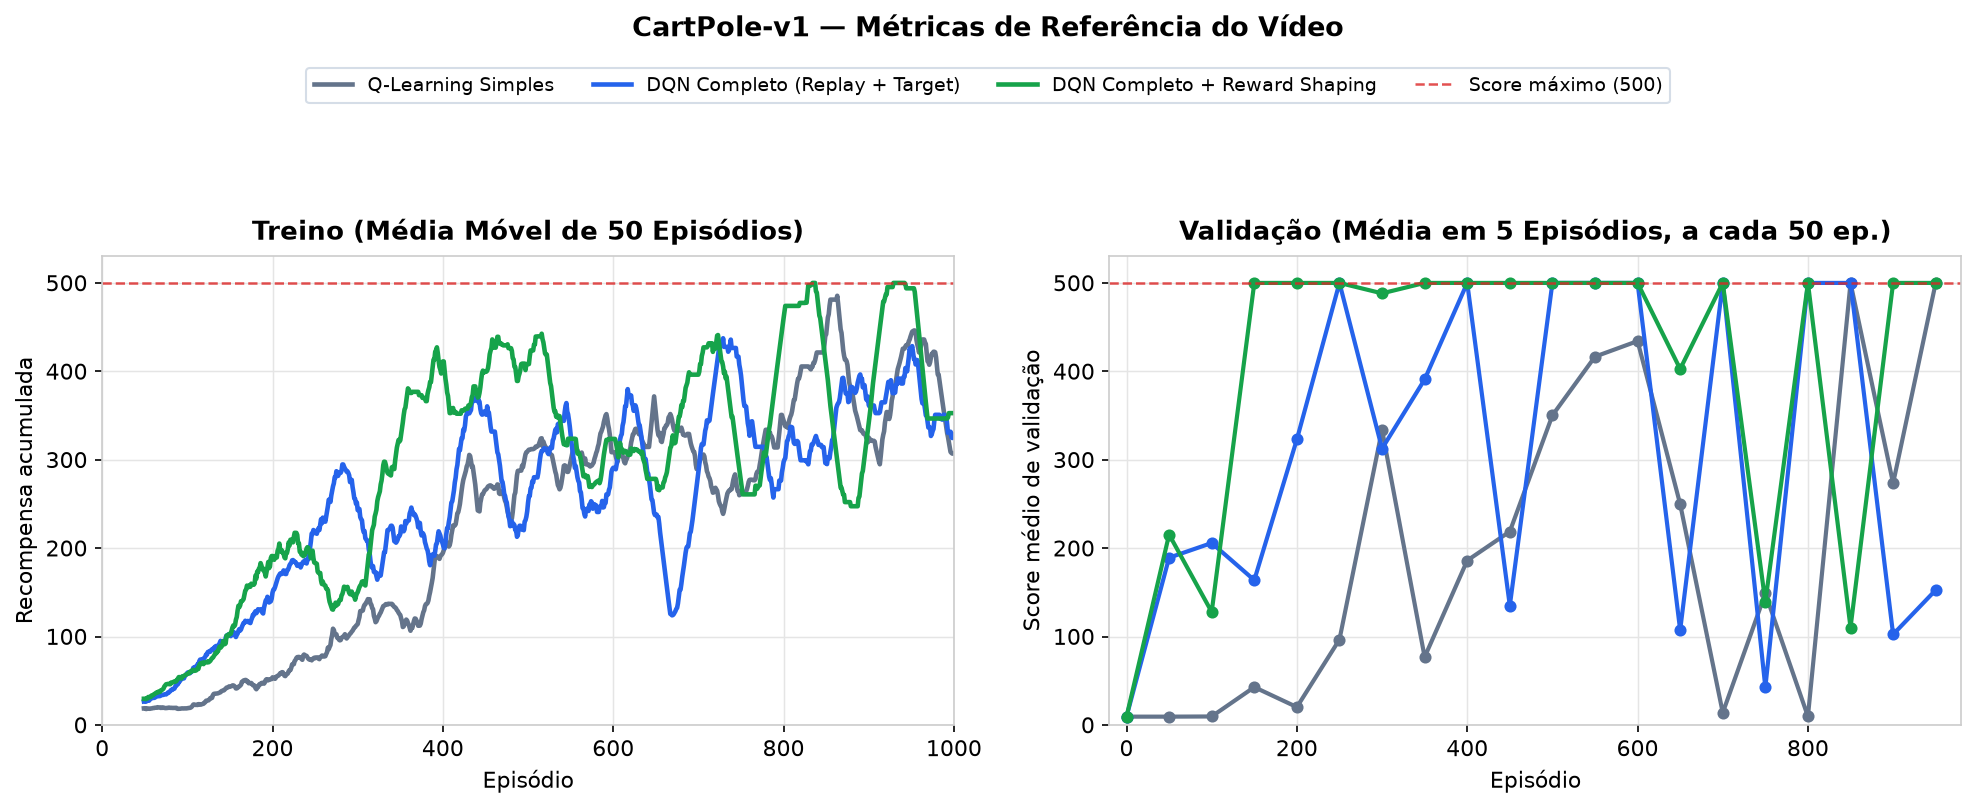 CartPole-v1 — Métricas de Referência do Vídeo
Q-Learning Simples
DQN Completo (Replay + Target)
DQN Completo + Reward Shaping
Score máximo (500)
Treino (Média Móvel de 50 Episódios)
Recompensa acumulada
500
400
300
200
100
0
0 200 400 600 800 1000
Episódio
Validação (Média em 5 Episódios, a cada 50 ep.)
Score médio de validação
500
400
300
200
100
0
0 200 400 600 800
Episódio